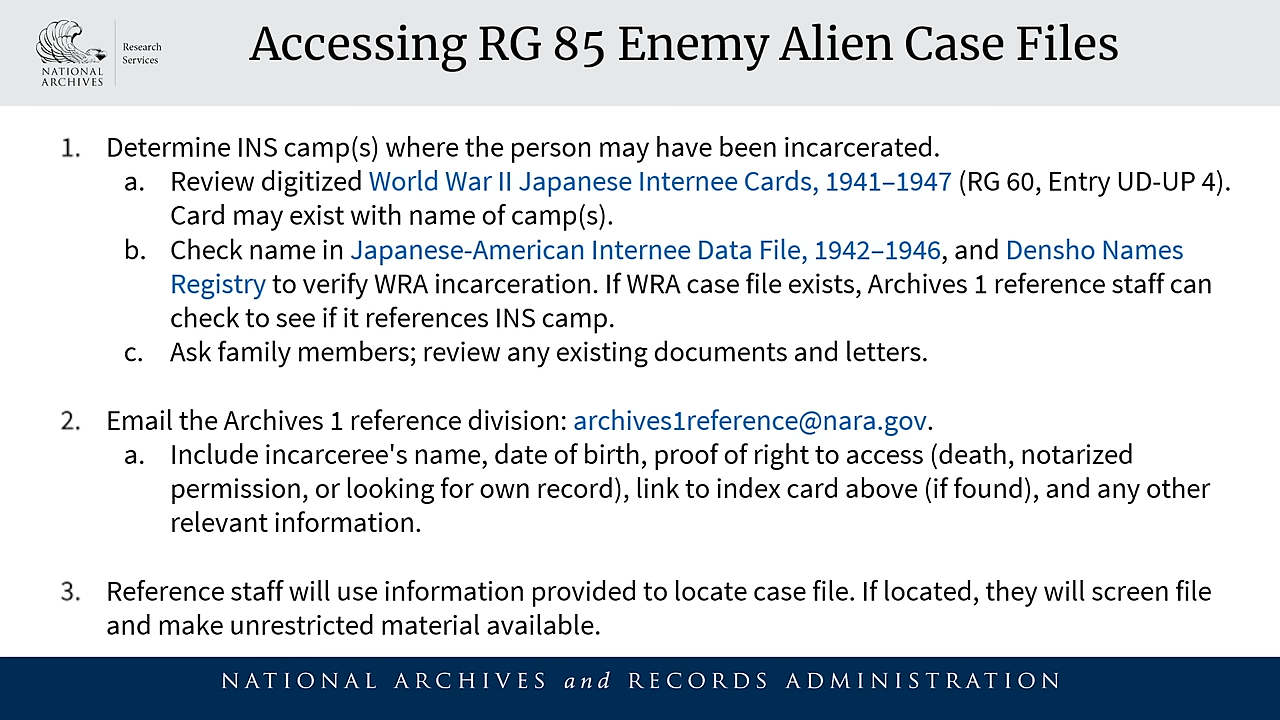 NATIONAL
ARCHIVES
Research
Services
Accessing RG 85 Enemy Alien Case Files
1. Determine INS camp(s) where the person may have been incarcerated.
a. Review digitized World War II Japanese Internee Cards, 1941–1947 (RG 60, Entry UD-UP 4).
Card may exist with name of camp(s).
b. Check name in Japanese-American Internee Data File, 1942–1946, and Densho Names
Registry to verify WRA incarceration. If WRA case file exists, Archives 1 reference staff can
check to see if it references INS camp.
c. Ask family members; review any existing documents and letters.
2. Email the Archives 1 reference division: archives1reference@nara.gov.
a. Include incarceree's name, date of birth, proof of right to access (death, notarized
permission, or looking for own record), link to index card above (if found), and any other
relevant information.
3. Reference staff will use information provided to locate case file. If located, they will screen file
and make unrestricted material available.
NATIONAL ARCHIVES and RECORDS ADMINISTRATION